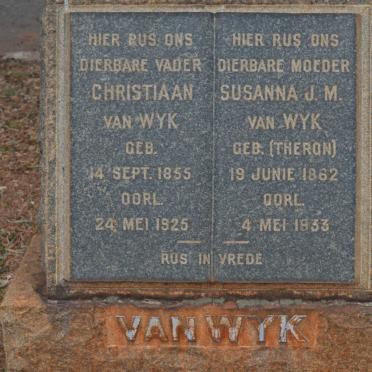 HIER RUS ONS
DIERBARE VADER
CHRISTIAAN
VAN WYK
GEB.
14 SEPT. 1855
OORL.
24 MEI 1925
HIER RUS ONS
DIERBARE MOEDER
SUSANNA J. M.
VAN WYK
GEB. (THERON)
19 JUNIE 1862
OORL.
4 MEI 1933
RUS IN VREDE
VAN WYK